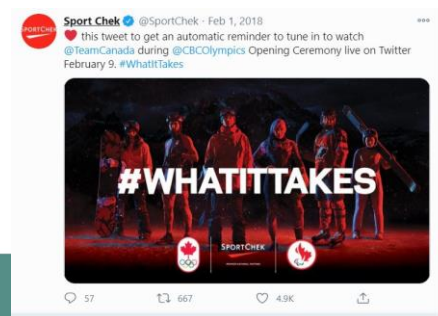 Sport Chek @SportChek · Feb 1, 2018
this tweet to get an automatic reminder to tune in to watch
@TeamCanada during @CBCOlympics Opening Ceremony live on Twitter
February 9. #WhatItTakes
#WHATITTAKES
SPORTCHEK
57 667 4.9K